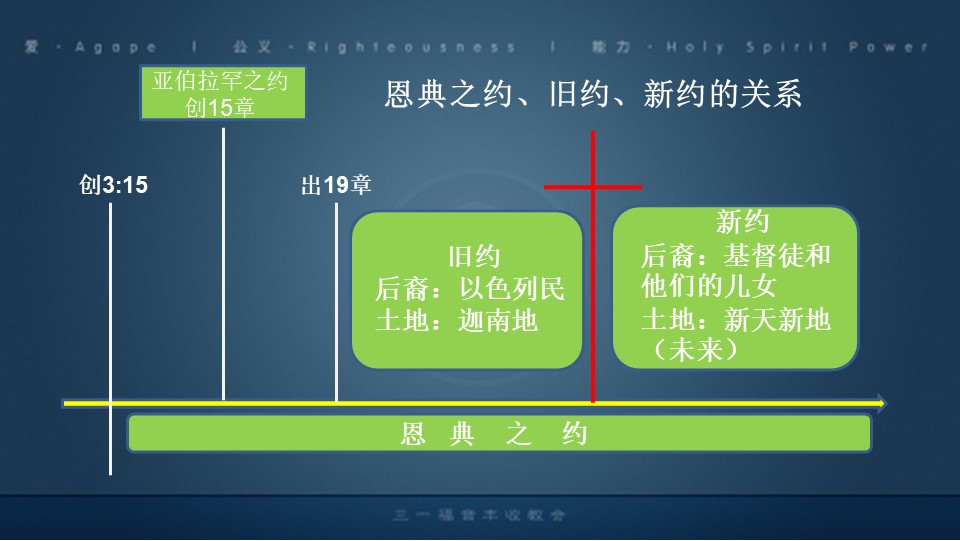 爱 · Agape | 公义 · Righteousness | 能力 · Holy Spirit Power
亚伯拉罕之约
创15章
恩典之约、旧约、新约的关系
创3:15
出19章
旧约
后裔：以色列民
土地：迦南地
新约
后裔：基督徒和
他们的儿女
土地：新天新地
（未来）
恩 典 之 约
三一福音丰收教会